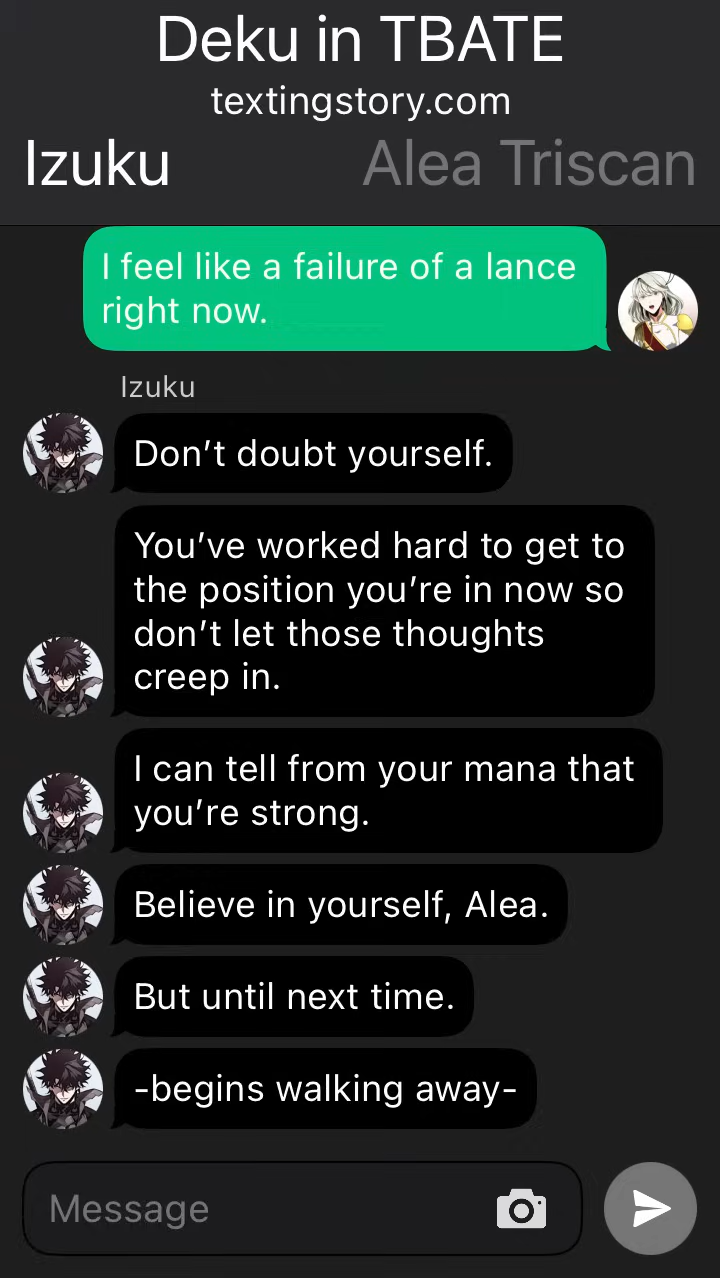 Deku in TBATE
textingstory.com
Izuku
Alea Triscan
I feel like a failure of a lance
right now.
Izuku
Don’t doubt yourself.
You’ve worked hard to get to
the position you’re in now so
don’t let those thoughts
creep in.
I can tell from your mana that
you’re strong.
Believe in yourself, Alea.
But until next time.
-begins walking away-
Message